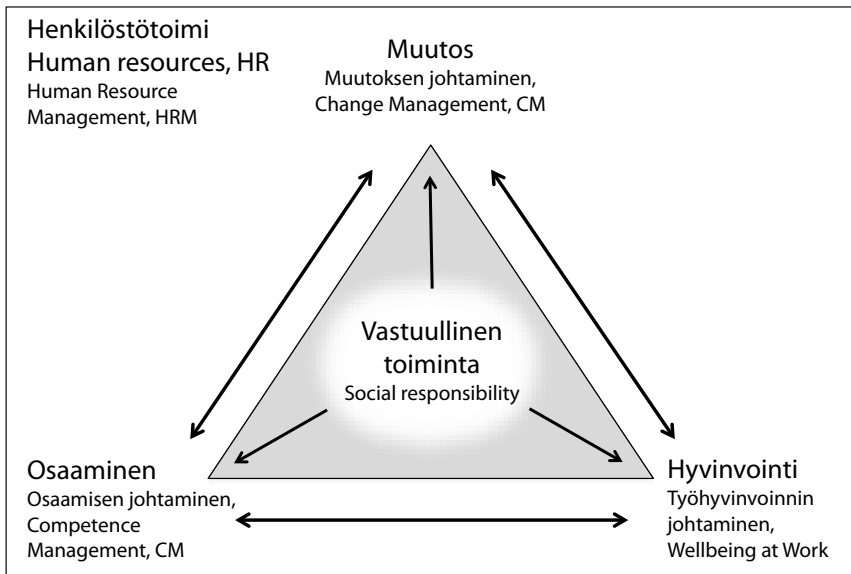 Henkilöstötoimi
Human resources, HR
Human Resource
Management, HRM
Muutos
Muutoksen johtaminen,
Change Management, CM
Vastuullinen
toiminta
Social responsibility
Osaaminen
Osaamisen johtaminen,
Competence
Management, CM
Hyvinvointi
Työhyvinvoinnin
johtaminen,
Wellbeing at Work